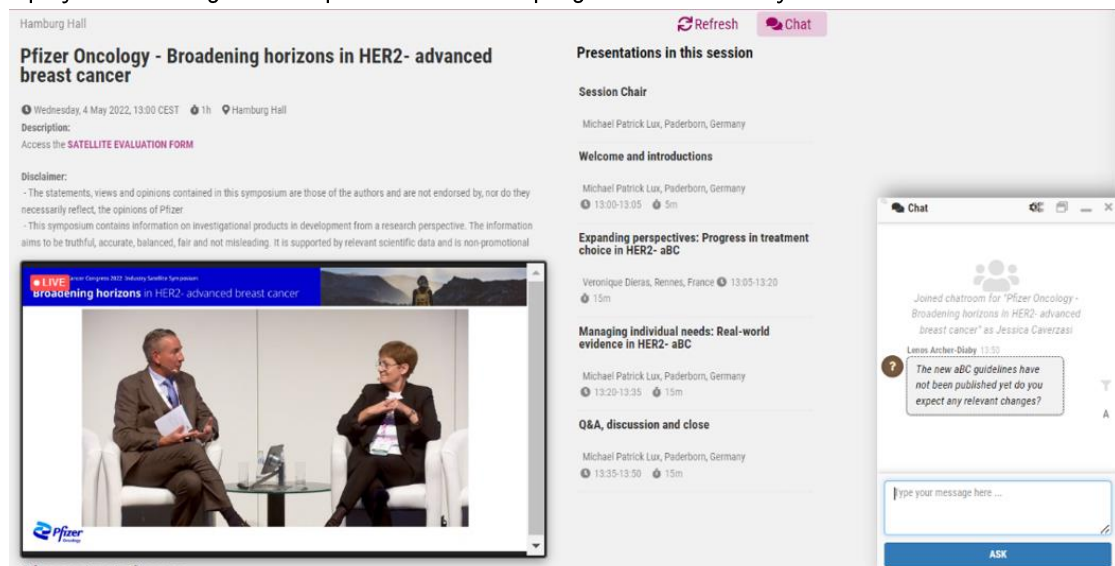 Hamburg Hall
Refresh
Chat
Pfizer Oncology - Broadening horizons in HER2- advanced
breast cancer
Wednesday, 4 May 2022, 13:00 CEST 1h Hamburg Hall
Description:
Access the SATELLITE EVALUATION FORM
Disclaimer:
- The statements, views and opinions contained in this symposium are those of the authors and are not endorsed by, nor do they
necessarily reflect, the opinions of Pfizer
- This symposium contains information on investigational products in development from a research perspective. The information
aims to be truthful, accurate, balanced, fair and not misleading. It is supported by relevant scientific data and is non-promotional
LIVE
Cancer Congress 2022 Industry Satellite Symposium
Broadening horizons in HER2- advanced breast cancer
Pfizer
Oncology
Presentations in this session
Session Chair
Michael Patrick Lux, Paderborn, Germany
Welcome and introductions
Michael Patrick Lux, Paderborn, Germany
13:00-13:05 5m
Expanding perspectives: Progress in treatment
choice in HER2- aBC
Veronique Dieras, Rennes, France 13:05-13:20
15m
Managing individual needs: Real-world
evidence in HER2- aBC
Michael Patrick Lux, Paderborn, Germany
13:20-13:35 15m
Q&A, discussion and close
Michael Patrick Lux, Paderborn, Germany
13:35-13:50 15m
Chat
Joined chatroom for "Pfizer Oncology -
Broadening horizons in HER2- advanced
breast cancer" as Jessica Caverzasi
Archer-Diaby 13:50
?
The new aBC guidelines have
not been published yet do you
expect any relevant changes?
A
Type your message here ...
ASK